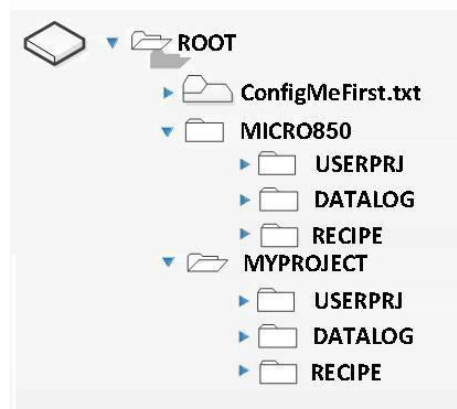 ROOT
ConfigMeFirst.txt
MICRO850
USERPRJ
DATALOG
RECIPE
MYPROJECT
USERPRJ
DATALOG
RECIPE